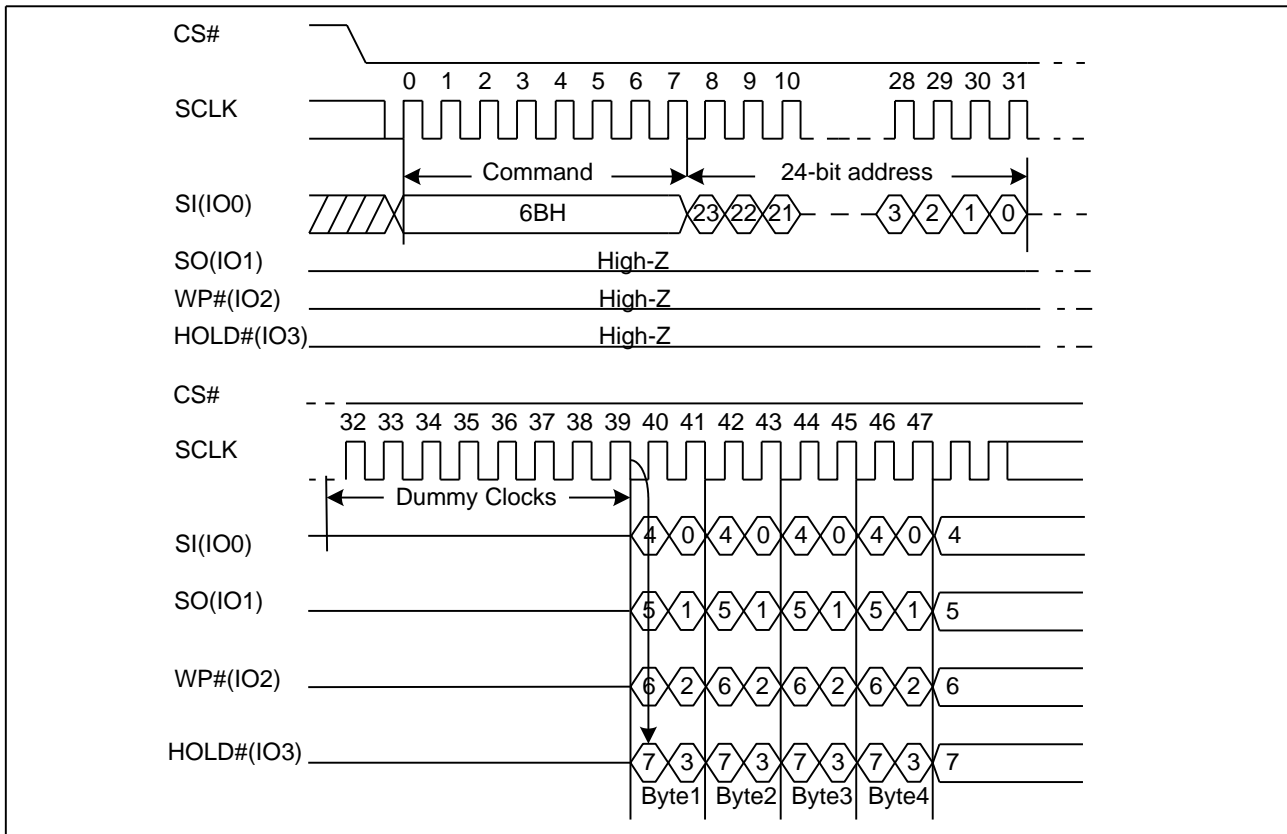 CS#
0 1 2 3 4 5 6 7 8 9 10 28 29 30 31
SCLK
Command 24-bit address
SI(IO0) 6BH 23 22 21 3 2 1 0
SO(IO1) High-Z
WP#(IO2) High-Z
HOLD#(IO3) High-Z
CS#
32 33 34 35 36 37 38 39 40 41 42 43 44 45 46 47
SCLK
Dummy Clocks
SI(IO0) 4 0 4 0 4 0 4 0 4
SO(IO1) 5 1 5 1 5 1 5 1 5
WP#(IO2) 6 2 6 2 6 2 6 2 6
HOLD#(IO3) 7 3 7 3 7 3 7 3 7
Byte1 Byte2 Byte3 Byte4